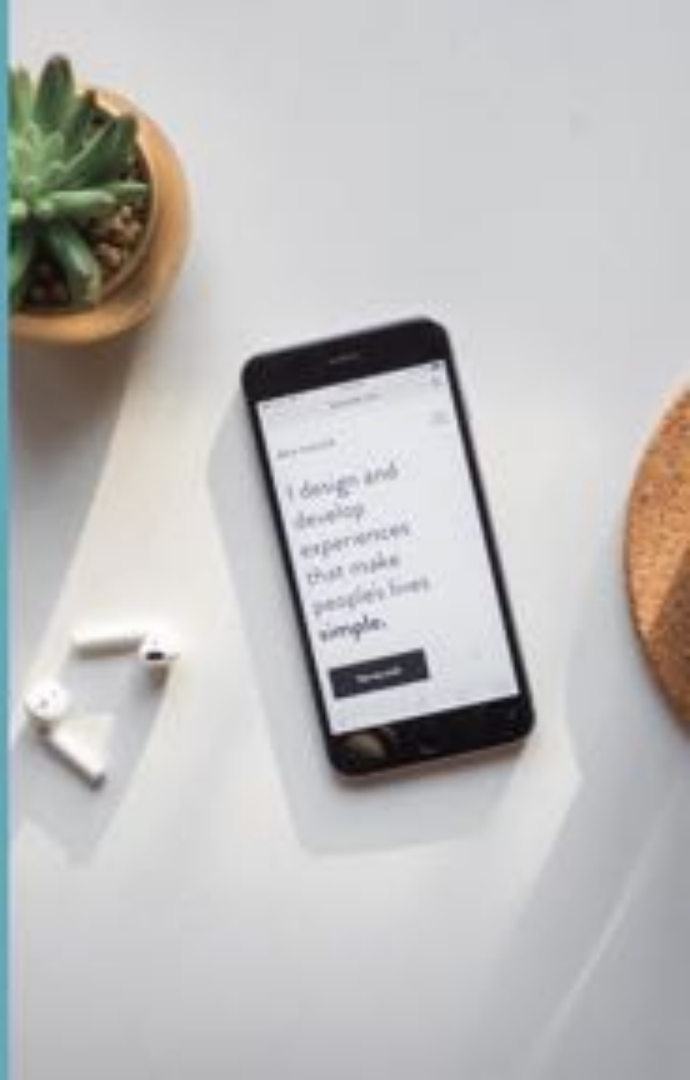 I design and
develop
experiences
that make
people's lives
simple.